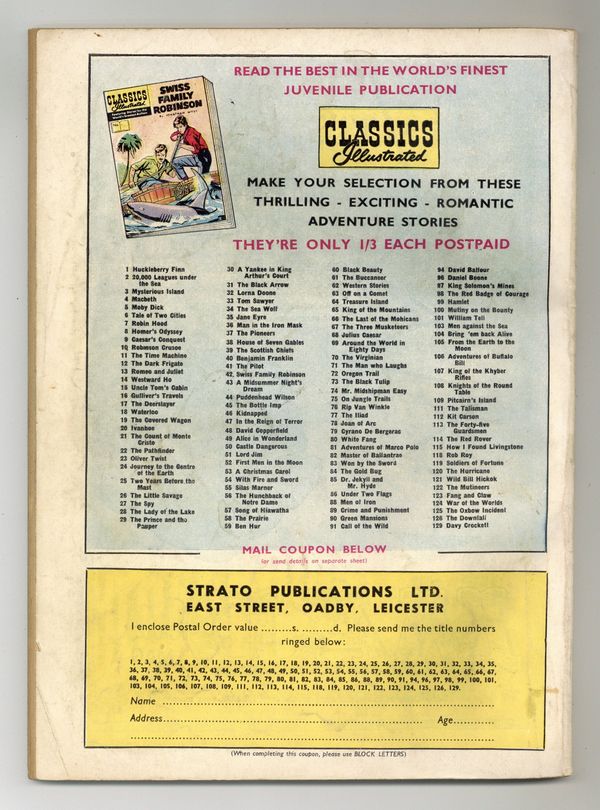 CLASSICS
Illustrated
SWISS
FAMILY
ROBINSON
READ THE BEST IN THE WORLD'S FINEST
JUVENILE PUBLICATION
CLASSICS
Illustrated
MAKE YOUR SELECTION FROM THESE
THRILLING - EXCITING - ROMANTIC
ADVENTURE STORIES
THEY'RE ONLY 1/3 EACH POSTPAID
1 Huckleberry Finn
2 20,000 Leagues under
the Sea
3 Mysterious Island
4 Macbeth
5 Moby Dick
6 Tale of Two Cities
7 Robin Hood
8 Homer's Odyssey
9 Caesar's Conquest
10 Robinson Crusoe
11 The Time Machine
12 The Dark Frigate
13 Romeo and Juliet
14 Westward Ho
15 Uncle Tom's Cabin
16 Gulliver's Travels
17 The Deerslayer
18 Waterloo
19 The Covered Wagon
20 Ivanhoe
21 The Count of Monte
Cristo
22 The Pathfinder
23 Oliver Twist
24 Journey to the Centre
of the Earth
25 Two Years Before the
Mast
26 The Little Savage
27 The Spy
28 The Lady of the Lake
29 The Prince and the
Pauper
30 A Yankee in King
Arthur's Court
31 The Black Arrow
32 Lorna Doone
33 Tom Sawyer
34 The Sea Wolf
35 Jane Eyre
36 Man in the Iron Mask
37 The Pioneers
38 House of Seven Gables
39 The Scottish Chiefs
40 Benjamin Franklin
41 The Pilot
42 Swiss Family Robinson
43 A Midsummer Night's
Dream
44 Puddenhead Wilson
45 The Bottle Imp
46 Kidnapped
47 In the Reign of Terror
48 David Copperfield
49 Alice in Wonderland
50 Castle Dangerous
51 Lord Jim
52 First Men in the Moon
53 A Christmas Carol
54 With Fire and Sword
55 Silas Marner
56 The Hunchback of
Notre Dame
57 Song of Hiawatha
58 The Prairie
59 Ben Hur
60 Black Beauty
61 The Buccaneer
62 Western Stories
63 Off on a Comet
64 Treasure Island
65 King of the Mountains
66 The Last of the Mohicans
67 The Three Musketeers
68 Julius Caesar
69 Around the World in
Eighty Days
70 The Virginian
71 The Man who Laughs
72 Oregon Trail
73 The Black Tulip
74 Mr. Midshipman Easy
75 On Jungle Trails
76 Rip Van Winkle
77 The Iliad
78 Joan of Arc
79 Cyrano De Bergerac
80 White Fang
81 Adventures of Marco Polo
82 Master of Ballantrae
83 Won by the Sword
84 The Gold Bug
85 Dr. Jekyll and
Mr. Hyde
86 Under Two Flags
88 Men of Iron
89 Crime and Punishment
90 Green Mansions
91 Call of the Wild
94 David Balfour
96 Daniel Boone
97 King Solomon's Mines
98 The Red Badge of Courage
99 Hamlet
100 Mutiny on the Bounty
101 William Tell
103 Men against the Sea
104 Bring 'em back Alive
105 From the Earth to the
Moon
106 Adventures of Buffalo
Bill
107 King of the Khyber
Rifles
108 Knights of the Round
Table
109 Pitcairn's Island
111 The Talisman
112 Kit Carson
113 The Forty-five
Guardsmen
114 The Red Rover
115 How I Found Livingstone
118 Rob Roy
119 Soldiers of Fortune
120 The Hurricane
121 Wild Bill Hickok
122 The Mutineers
123 Fang and Claw
124 War of the Worlds
125 The Oxbow Incident
126 The Downfall
129 Davy Crockett
MAIL COUPON BELOW
(or send details on separate sheet)
STRATO PUBLICATIONS LTD.
EAST STREET, OADBY, LEICESTER
I enclose Postal Order value .........s. .........d. Please send me the title numbers
ringed below:
1, 2, 3, 4, 5, 6, 7, 8, 9, 10, 11, 12, 13, 14, 15, 16, 17, 18, 19, 20, 21, 22, 23, 24, 25, 26, 27, 28, 29, 30, 31, 32, 33, 34, 35,
36, 37, 38, 39, 40, 41, 42, 43, 44, 45, 46, 47, 48, 49, 50, 51, 52, 53, 54, 55, 56, 57, 58, 59, 60, 61, 62, 63, 64, 65, 66, 67,
68, 69, 70, 71, 72, 73, 74, 75, 76, 77, 78, 79, 80, 81, 82, 83, 84, 85, 86, 88, 89, 90, 91, 94, 96, 97, 98, 99, 100, 101,
103, 104, 105, 106, 107, 108, 109, 111, 112, 113, 114, 115, 118, 119, 120, 121, 122, 123, 124, 125, 126, 129.
Name
Address
Age
(When completing this coupon, please use BLOCK LETTERS)